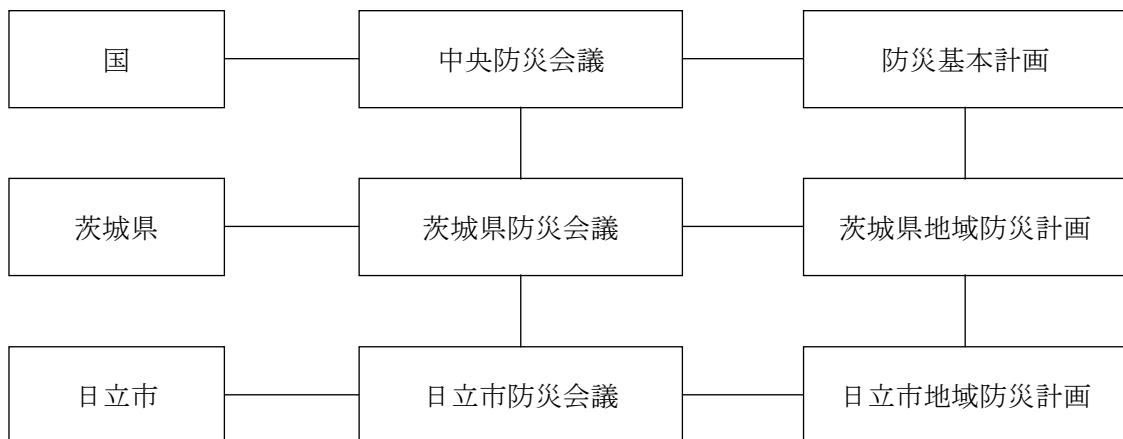 国
中央防災会議
防災基本計画
茨城県
茨城県防災会議
茨城県地域防災計画
日立市
日立市防災会議
日立市地域防災計画